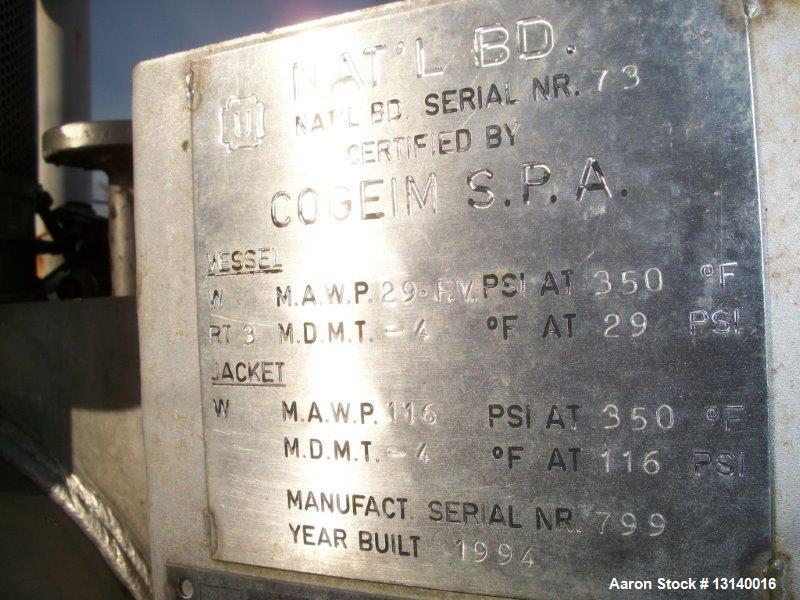 NAT'L BD.
U
NAT'L BD. SERIAL NR. 73
CERTIFIED BY
COGEIM S.P.A.
VESSEL
W M.A.W.P. 29-F.V. PSI AT 350 °F
RT 3 M.D.M.T. -4 °F AT 29 PSI
JACKET
W M.A.W.P. 116 PSI AT 350 °F
M.D.M.T. -4 °F AT 116 PSI
MANUFACT. SERIAL NR. 799
YEAR BUILT 1994
Aaron Stock # 13140016